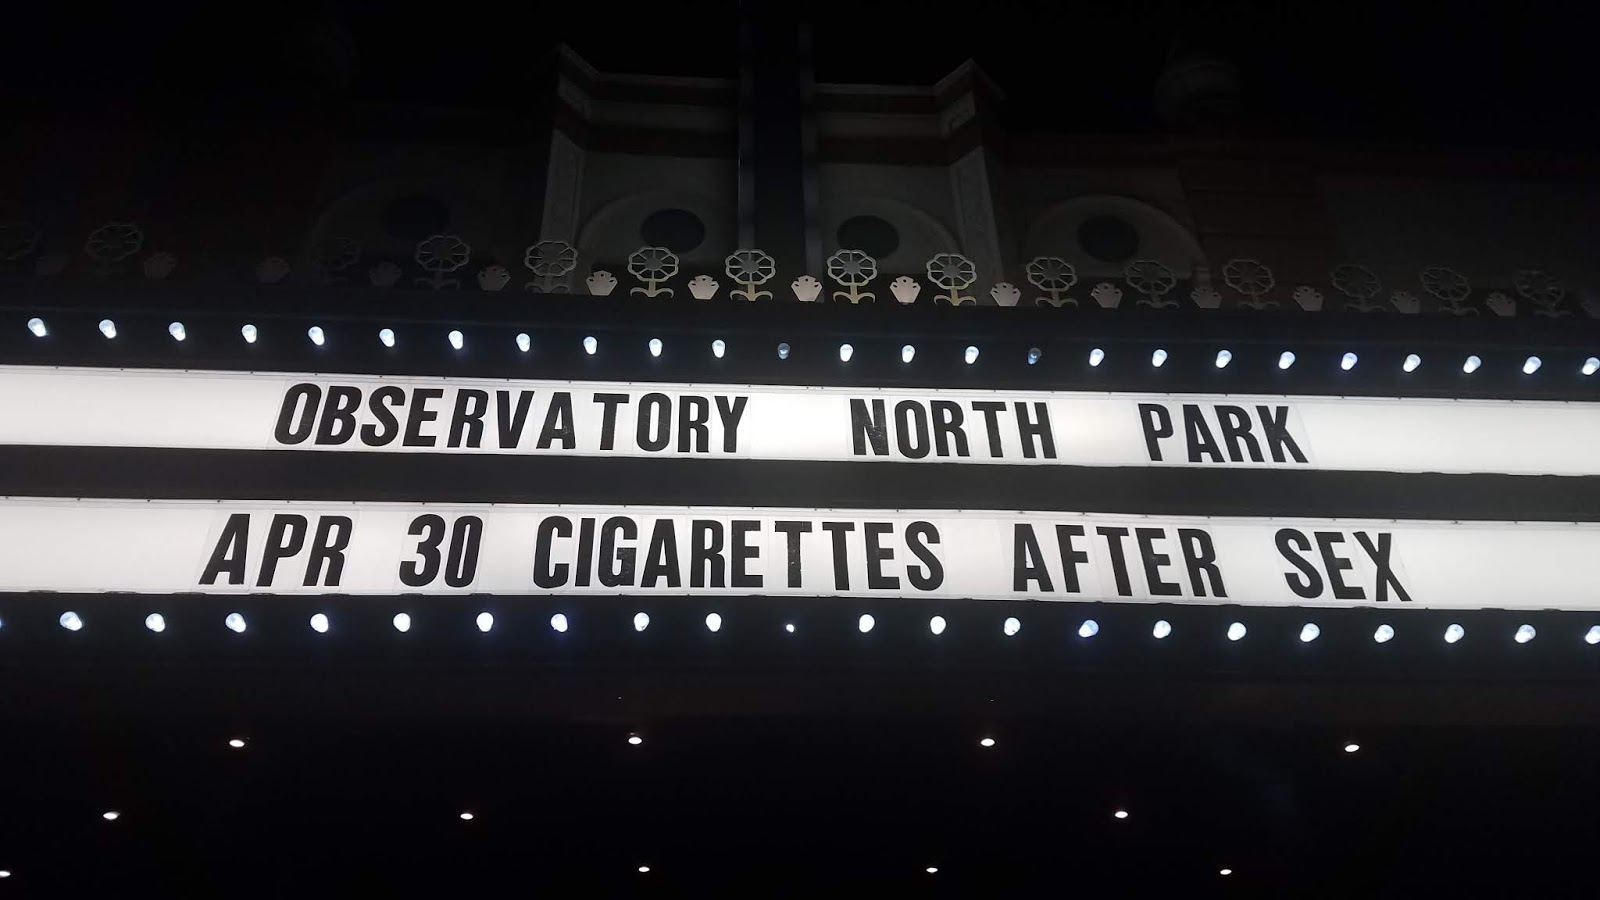 OBSERVATORY NORTH PARK
APR 30 CIGARETTES AFTER SEX